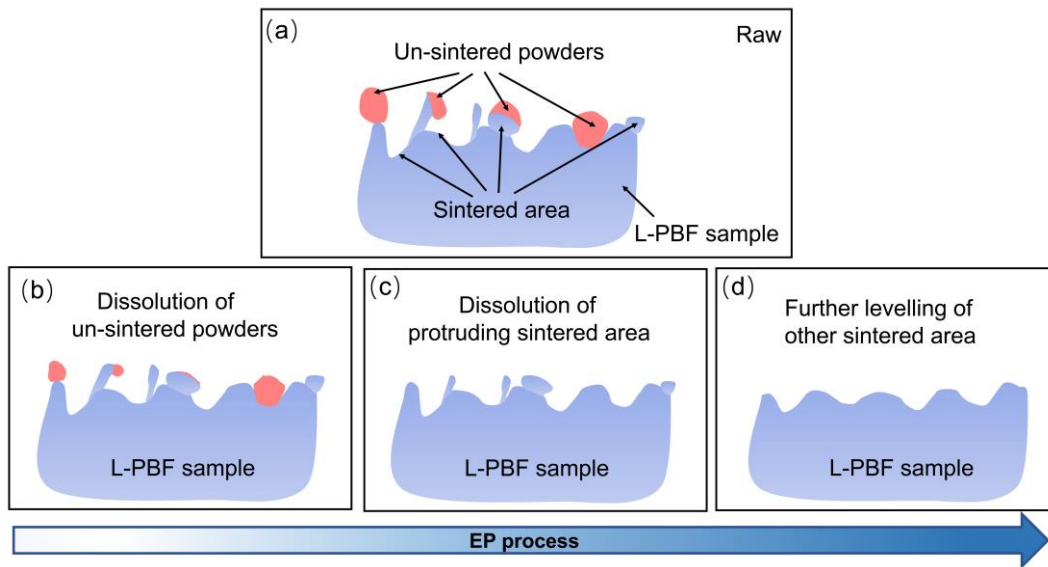 (a)
Raw
Un-sintered powders
Sintered area
L-PBF sample
(b)
Dissolution of
un-sintered powders
L-PBF sample
(c)
Dissolution of
protruding sintered area
L-PBF sample
(d)
Further levelling of
other sintered area
L-PBF sample
EP process